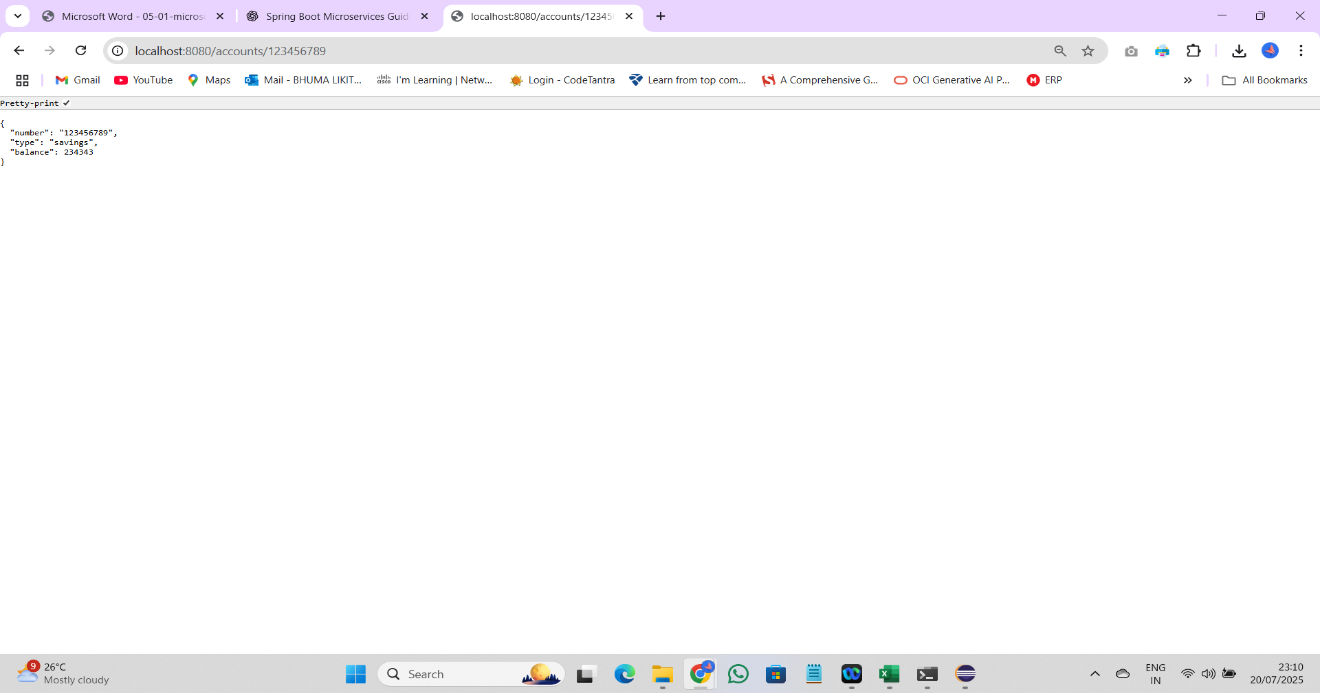 Microsoft Word - 05-01-micros
Spring Boot Microservices Guid
localhost:8080/accounts/12345
localhost:8080/accounts/123456789
Gmail
YouTube
Maps
Mail - BHUMA LIKIT...
I'm Learning | Netw...
Login - CodeTantra
Learn from top com...
A Comprehensive G...
OCI Generative AI P...
ERP
All Bookmarks
Pretty-print
{
"number": "123456789",
"type": "savings",
"balance": 234343
}
9
26°C
Mostly cloudy
Search
ENG
IN
23:10
20/07/2025